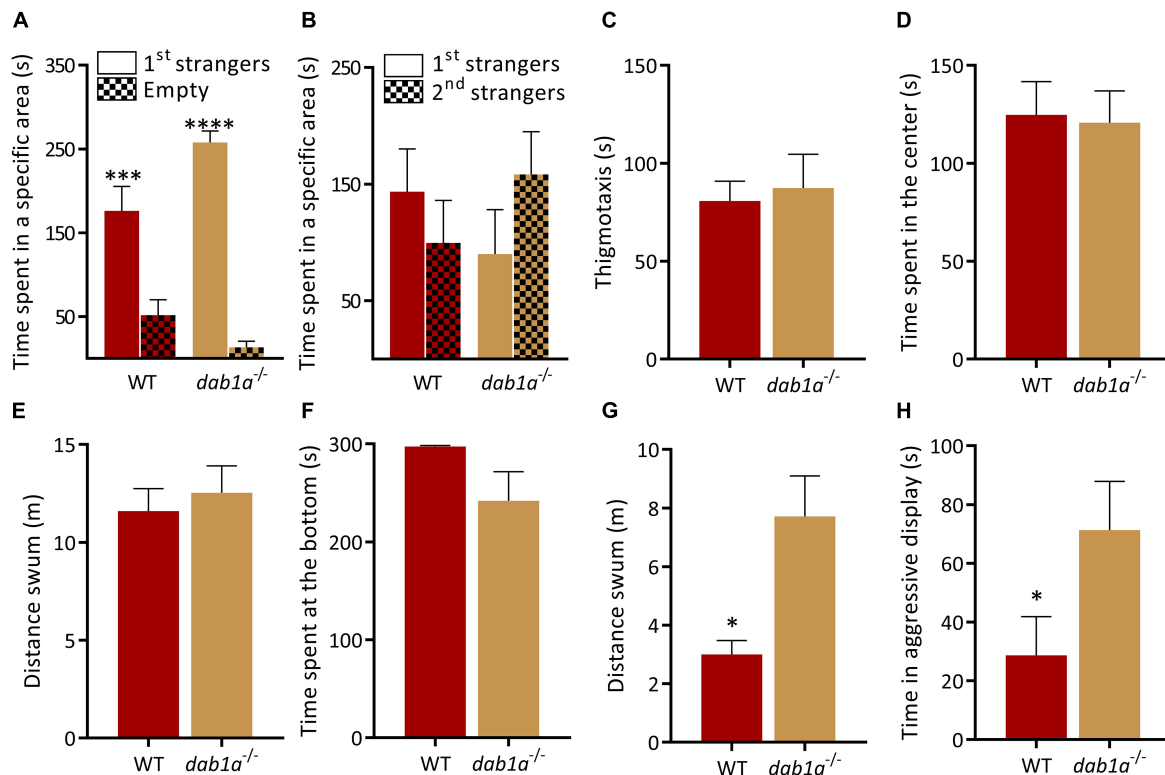 A
Time spent in a specific area (s)
350
250
150
50
1st strangers
Empty
***
****
WT
dab1a-/-
B
Time spent in a specific area (s)
250
150
50
1st strangers
2nd strangers
WT
dab1a-/-
C
Thigmotaxis (s)
150
100
50
0
WT
dab1a-/-
D
Time spent in the center (s)
150
100
50
0
WT
dab1a-/-
E
Distance swum (m)
15
10
5
0
WT
dab1a-/-
F
Time spent at the bottom (s)
300
200
100
0
WT
dab1a-/-
G
Distance swum (m)
10
8
6
4
2
0
*
WT
dab1a-/-
H
Time in aggressive display (s)
100
80
60
40
20
0
*
WT
dab1a-/-